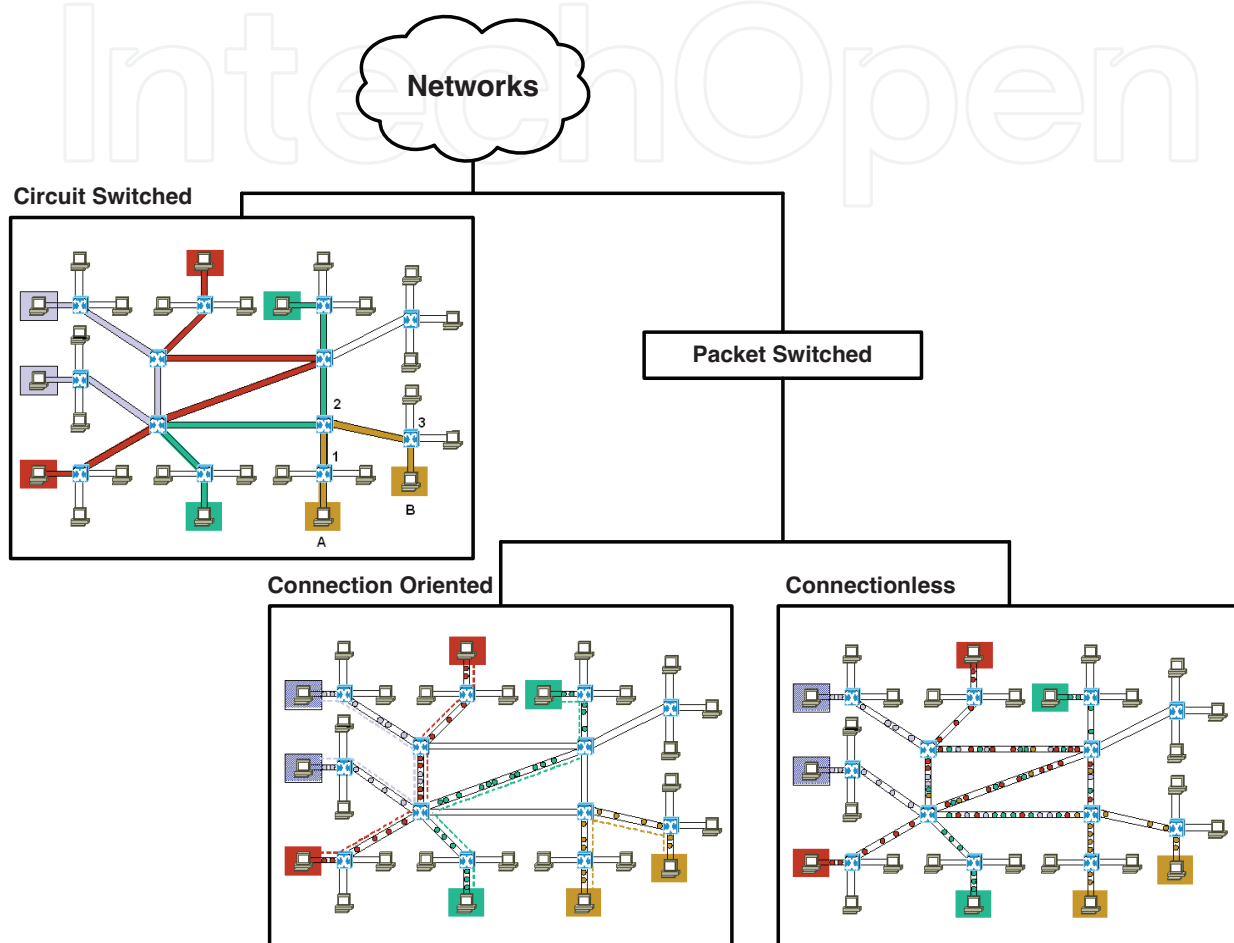 IntechOpen
Networks
Circuit Switched
Packet Switched
2
3
1
B
A
Connection Oriented
Connectionless